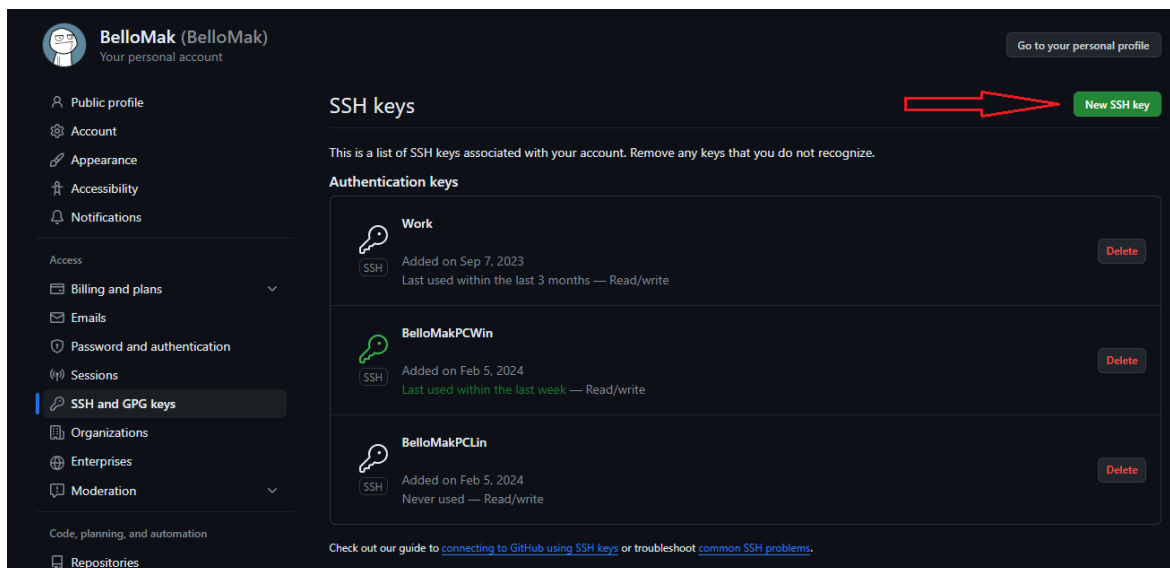 BelloMak (BelloMak)
Your personal account
Go to your personal profile
Public profile
Account
Appearance
Accessibility
Notifications
Access
Billing and plans
Emails
Password and authentication
Sessions
SSH and GPG keys
Organizations
Enterprises
Moderation
Code, planning, and automation
Repositories
SSH keys
New SSH key
This is a list of SSH keys associated with your account. Remove any keys that you do not recognize.
Authentication keys
Work
SSH
Added on Sep 7, 2023
Last used within the last 3 months — Read/write
Delete
BelloMakPCWin
SSH
Added on Feb 5, 2024
Last used within the last week — Read/write
Delete
BelloMakPCLin
SSH
Added on Feb 5, 2024
Never used — Read/write
Delete
Check out our guide to connecting to GitHub using SSH keys or troubleshoot common SSH problems.